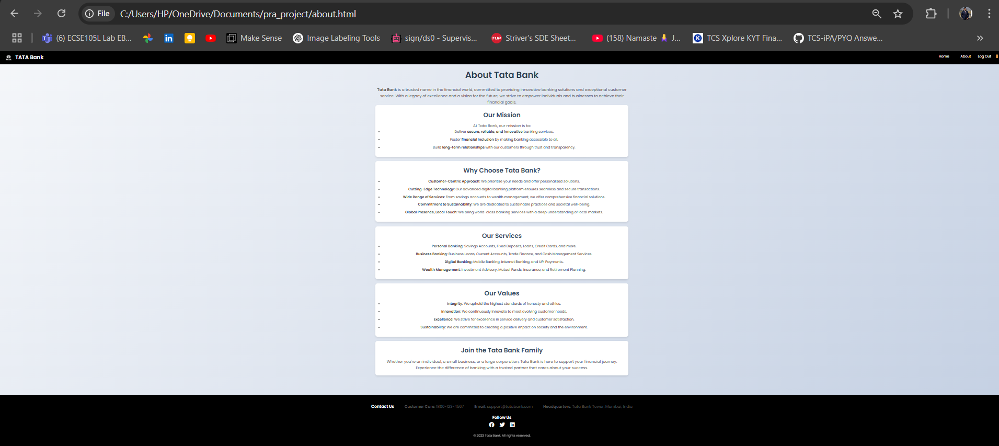 File
C:/Users/HP/OneDrive/Documents/pra_project/about.html
(6) ECSE105L Lab EB...
Make Sense
Image Labeling Tools
sign/ds0 - Supervis...
Striver's SDE Sheet...
(158) Namaste 🙏 J...
TCS Xplore KYT Fina...
TCS-iPA/PYQ Answe...
TATA Bank
Home
About
Log Out
About Tata Bank
Tata Bank is a trusted name in the financial world, committed to providing innovative banking solutions and exceptional customer
service. With a legacy of excellence and a vision for the future, we strive to empower individuals and businesses to achieve their
financial goals.
Our Mission
At Tata Bank, our mission is to:
• Deliver secure, reliable, and innovative banking services.
• Foster financial inclusion by making banking accessible to all.
• Build long-term relationships with our customers through trust and transparency.
Why Choose Tata Bank?
• Customer-Centric Approach: We prioritize your needs and offer personalized solutions.
• Cutting-Edge Technology: Our advanced digital banking platform ensures seamless and secure transactions.
• Wide Range of Services: From savings accounts to wealth management, we offer comprehensive financial solutions.
• Commitment to Sustainability: We are dedicated to sustainable practices and societal well-being.
• Global Presence, Local Touch: We bring world-class banking services with a deep understanding of local markets.
Our Services
• Personal Banking: Savings Accounts, Fixed Deposits, Loans, Credit Cards, and more.
• Business Banking: Business Loans, Current Accounts, Trade Finance, and Cash Management Services.
• Digital Banking: Mobile Banking, Internet Banking, and UPI Payments.
• Wealth Management: Investment Advisory, Mutual Funds, Insurance, and Retirement Planning.
Our Values
• Integrity: We uphold the highest standards of honesty and ethics.
• Innovation: We continuously innovate to meet evolving customer needs.
• Excellence: We strive for excellence in service delivery and customer satisfaction.
• Sustainability: We are committed to creating a positive impact on society and the environment.
Join the Tata Bank Family
Whether you're an individual, a small business, or a large corporation, Tata Bank is here to support your financial journey.
Experience the difference of banking with a trusted partner that cares about your success.
Contact Us
Customer Care: 1800-123-4567
Email: support@tatabank.com
Headquarters: Tata Bank Tower, Mumbai, India
Follow Us
© 2023 Tata Bank. All rights reserved.